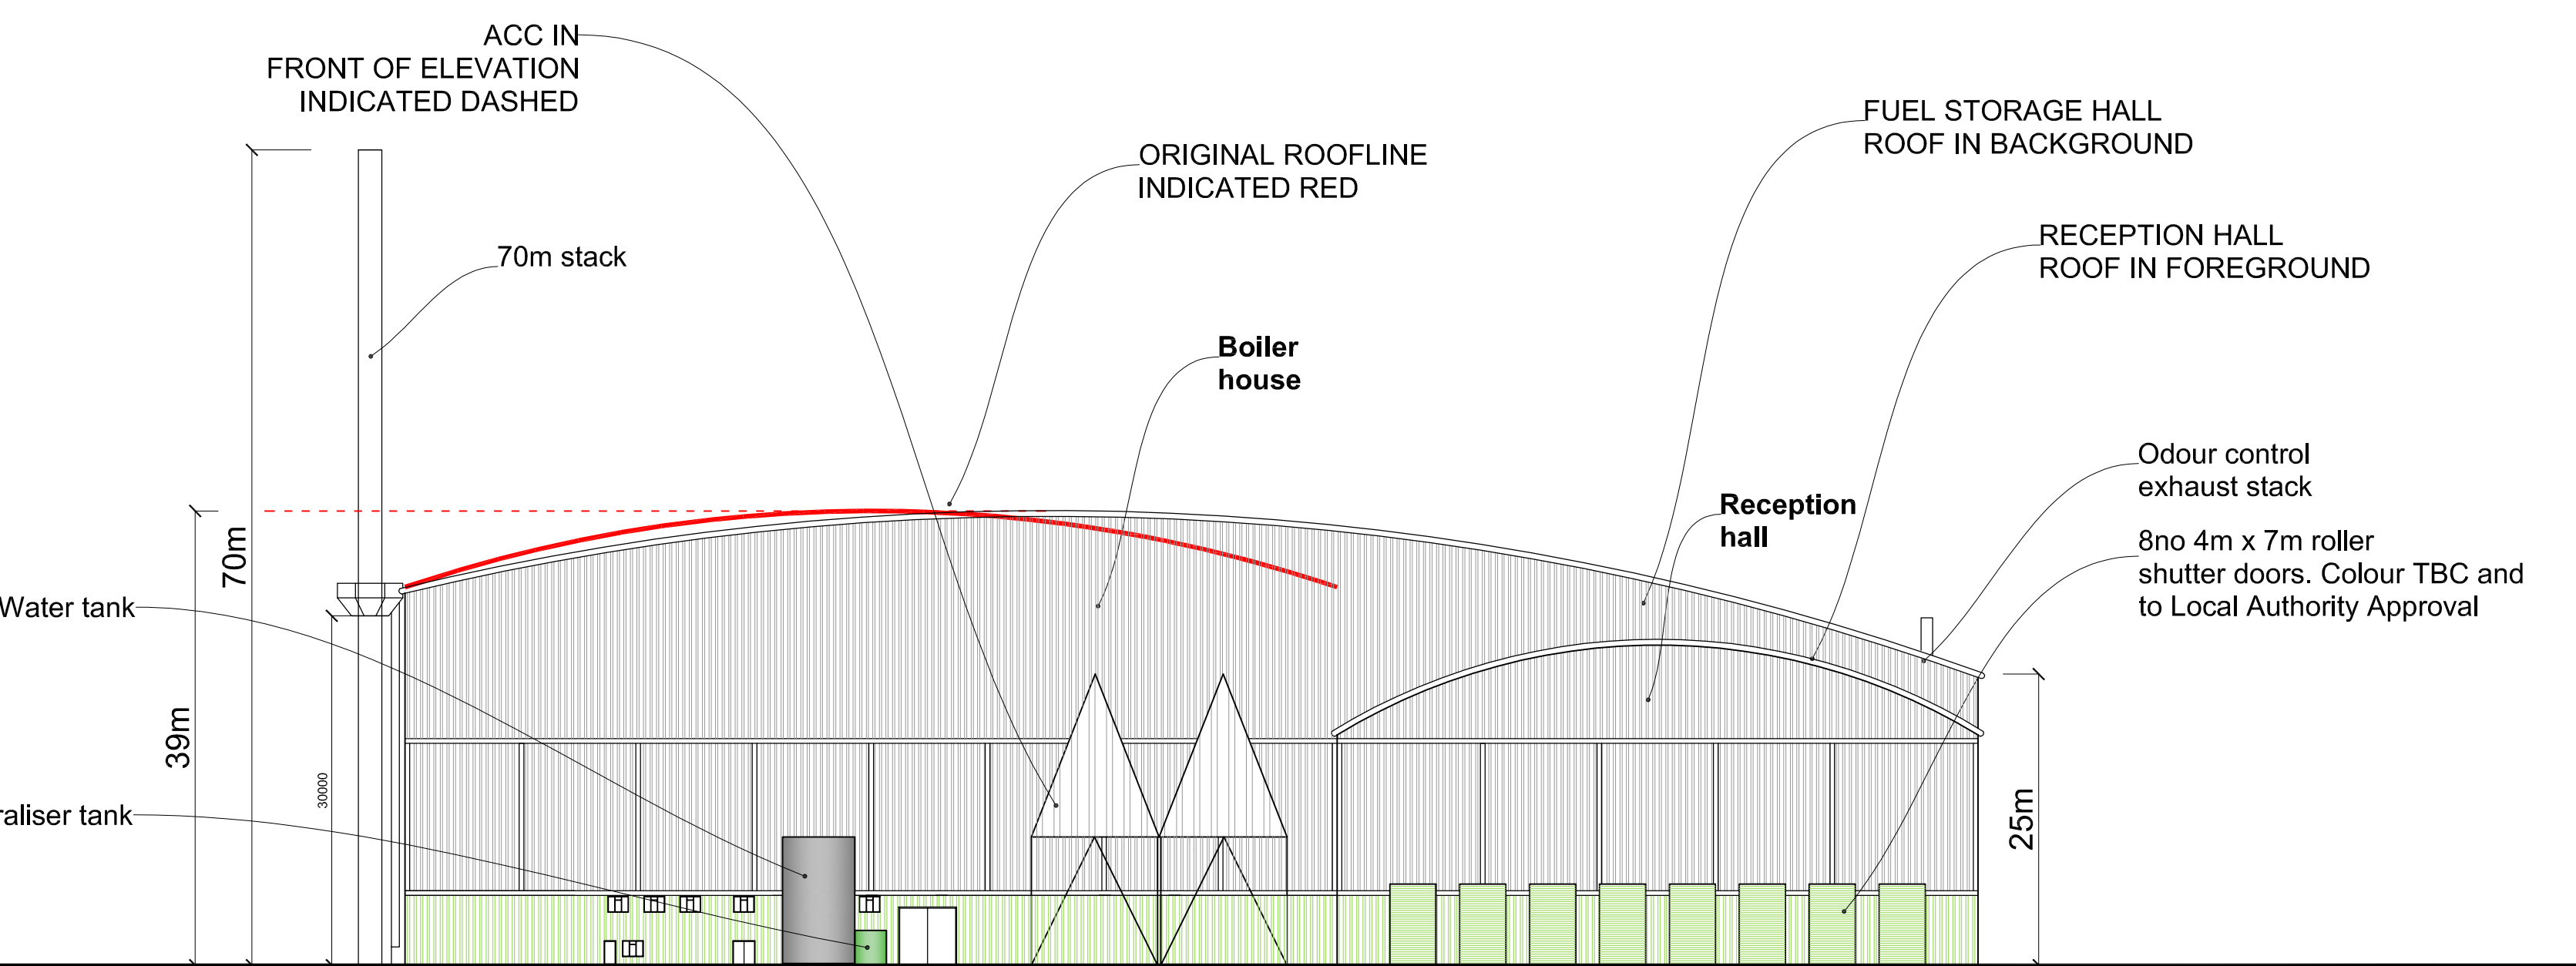 ACC IN
FRONT OF ELEVATION
INDICATED DASHED
FUEL STORAGE HALL
ROOF IN BACKGROUND
ORIGINAL ROOFLINE
INDICATED RED
RECEPTION HALL
ROOF IN FOREGROUND
70m stack
Boiler
house
Odour control
exhaust stack
Reception
hall
8no 4m x 7m roller
shutter doors. Colour TBC and
to Local Authority Approval
70m
Water tank
39m
30000
25m
raliser tank